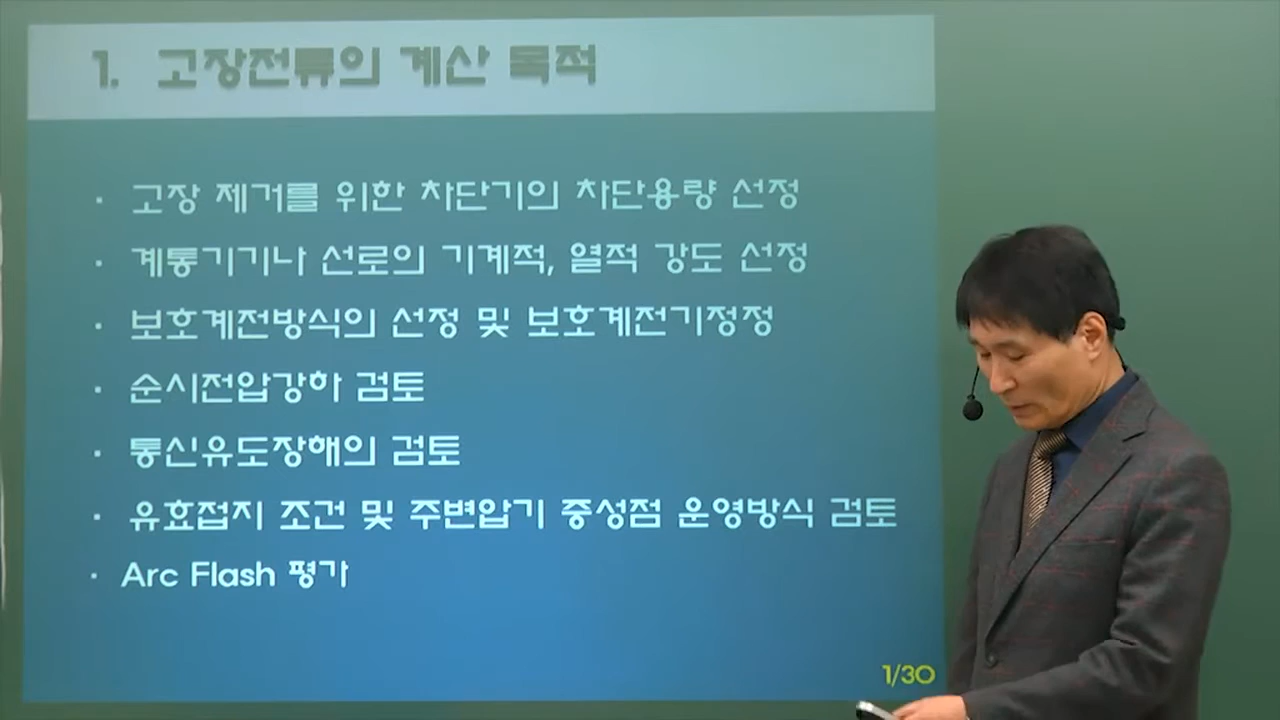 1. 고장전류의 계산 목적
· 고장 제거를 위한 차단기의 차단용량 선정
· 계통기기나 선로의 기계적, 열적 강도 선정
· 보호계전방식의 선정 및 보호계전기정정
· 순시전압강하 검토
· 통신유도장해의 검토
· 유효접지 조건 및 주변압기 중성점 운영방식 검토
· Arc Flash 평가
1/30